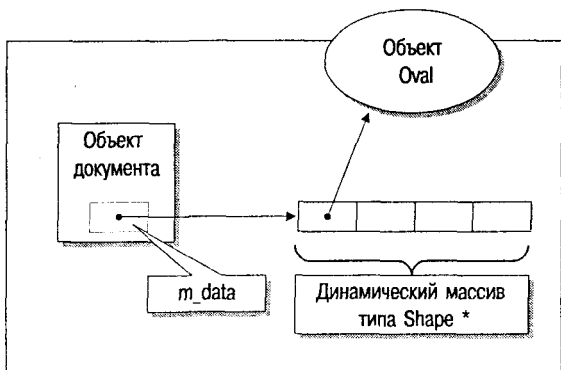 Объект
Oval
Объект
документа
m_data
Динамический массив
типа Shape *